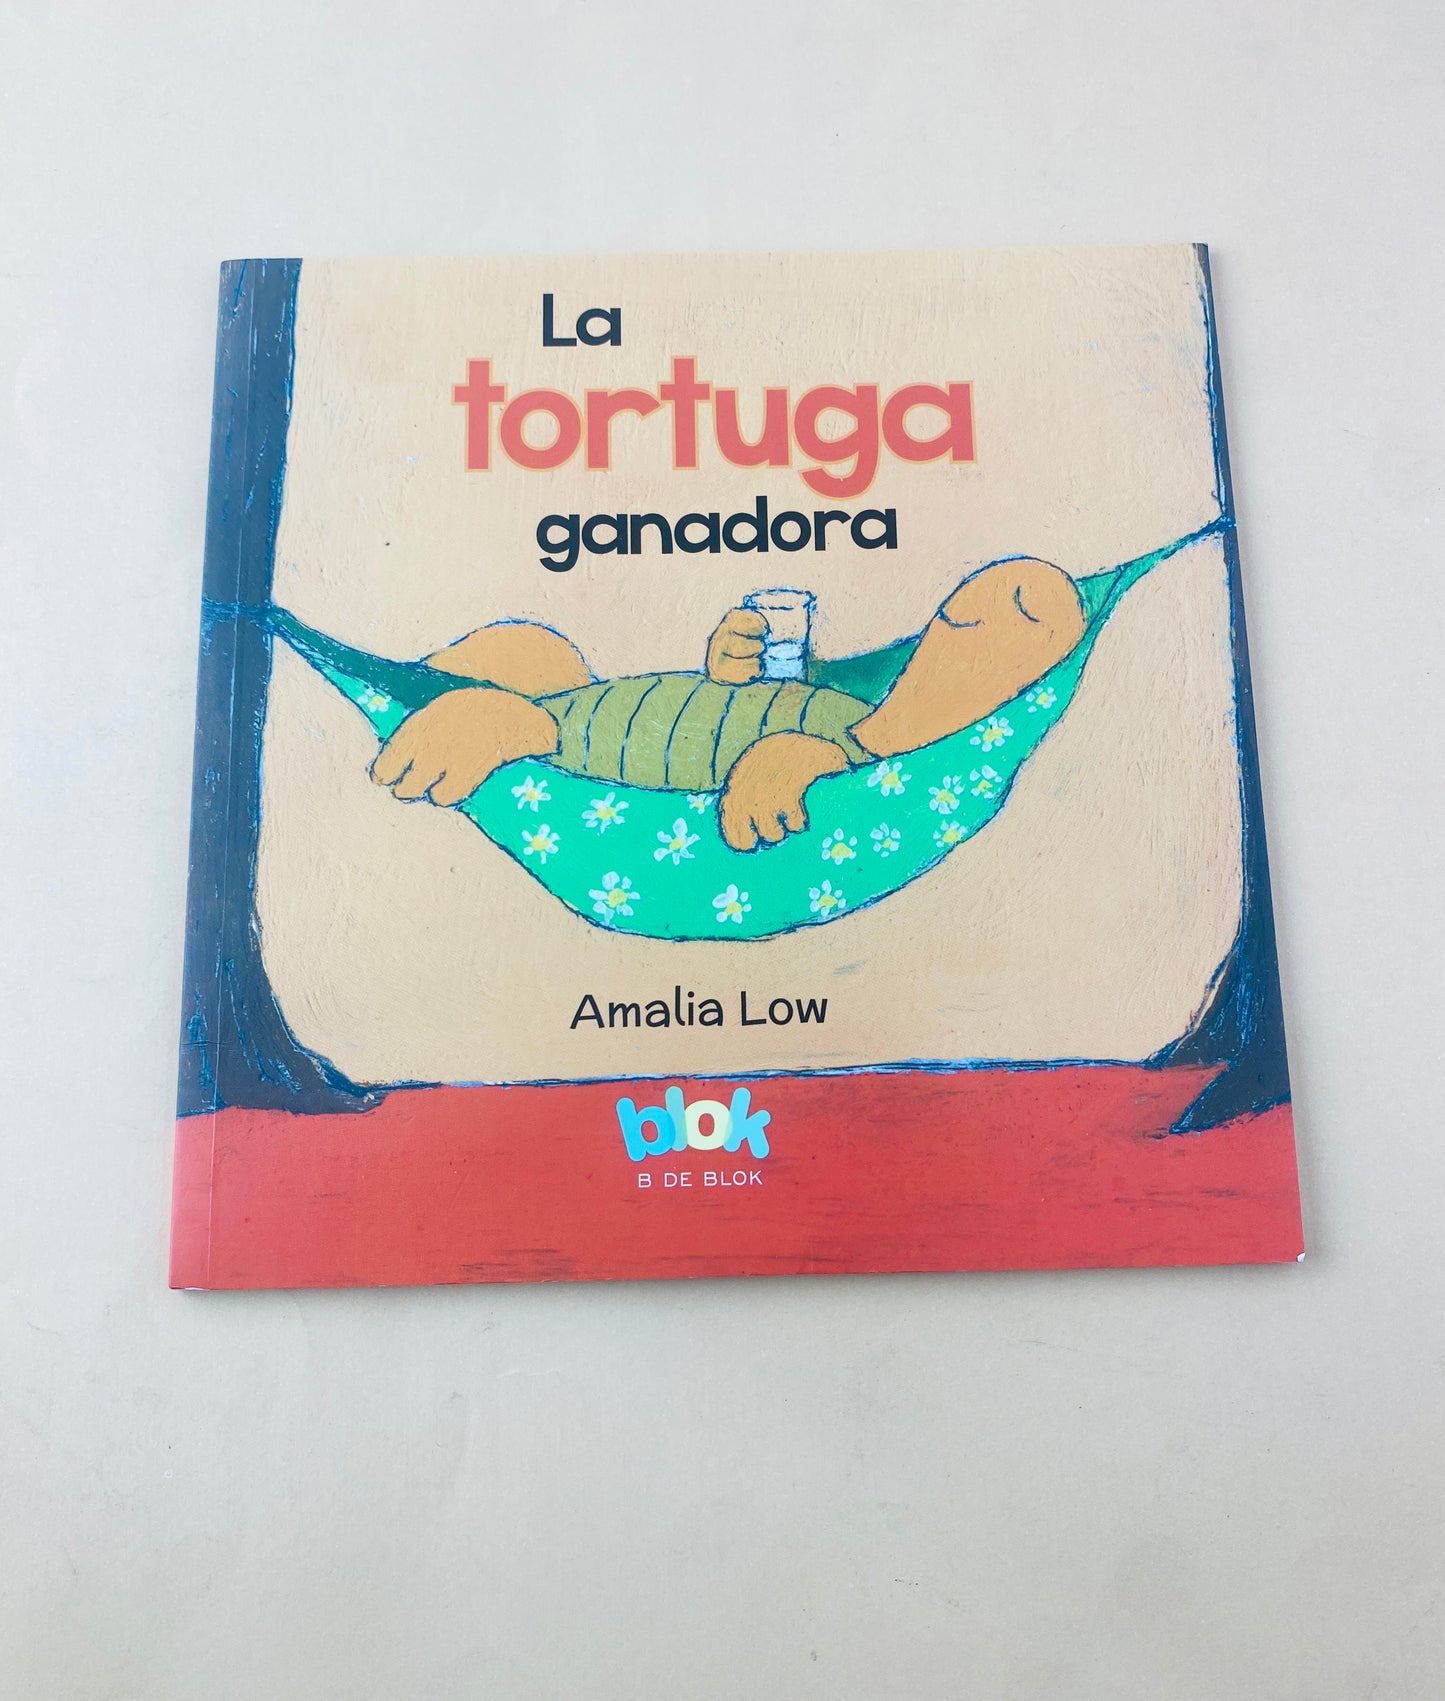 La
tortuga
ganadora
Amalia Low
blok
B DE BLOK